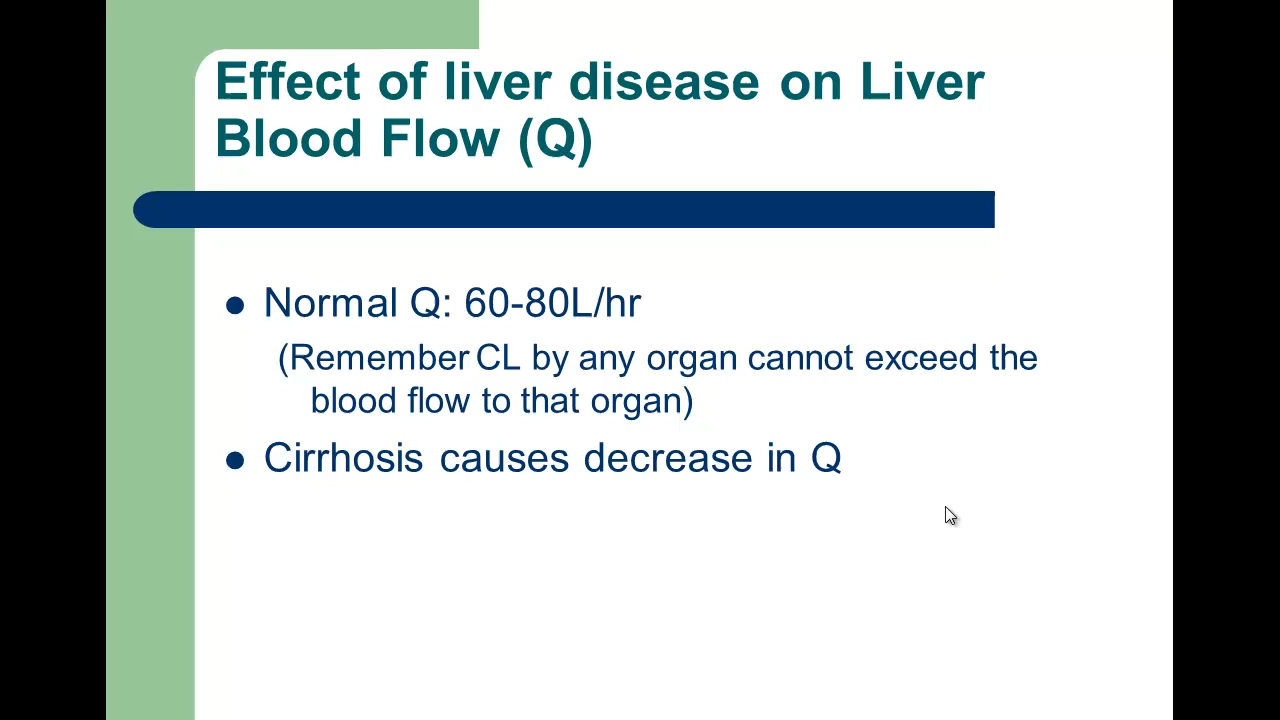 Effect of liver disease on Liver
Blood Flow (Q)
● Normal Q: 60-80L/hr
(Remember CL by any organ cannot exceed the
blood flow to that organ)
● Cirrhosis causes decrease in Q